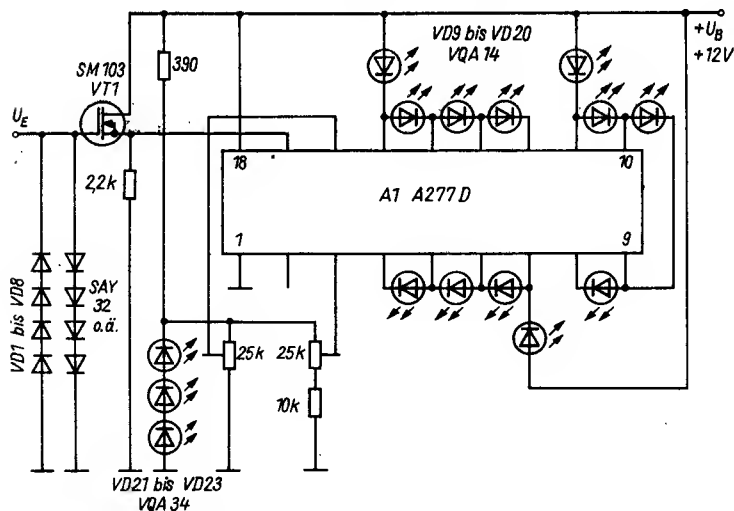 SM 103
VT1
U_E
390
VD9 bis VD20
VQA 14
+U_B
+12V
2,2k
18
10
A1 A277D
1
9
VD1 bis VD8
SAY
32
o.ä.
25k
25k
10k
VD21 bis VD23
VQA 34